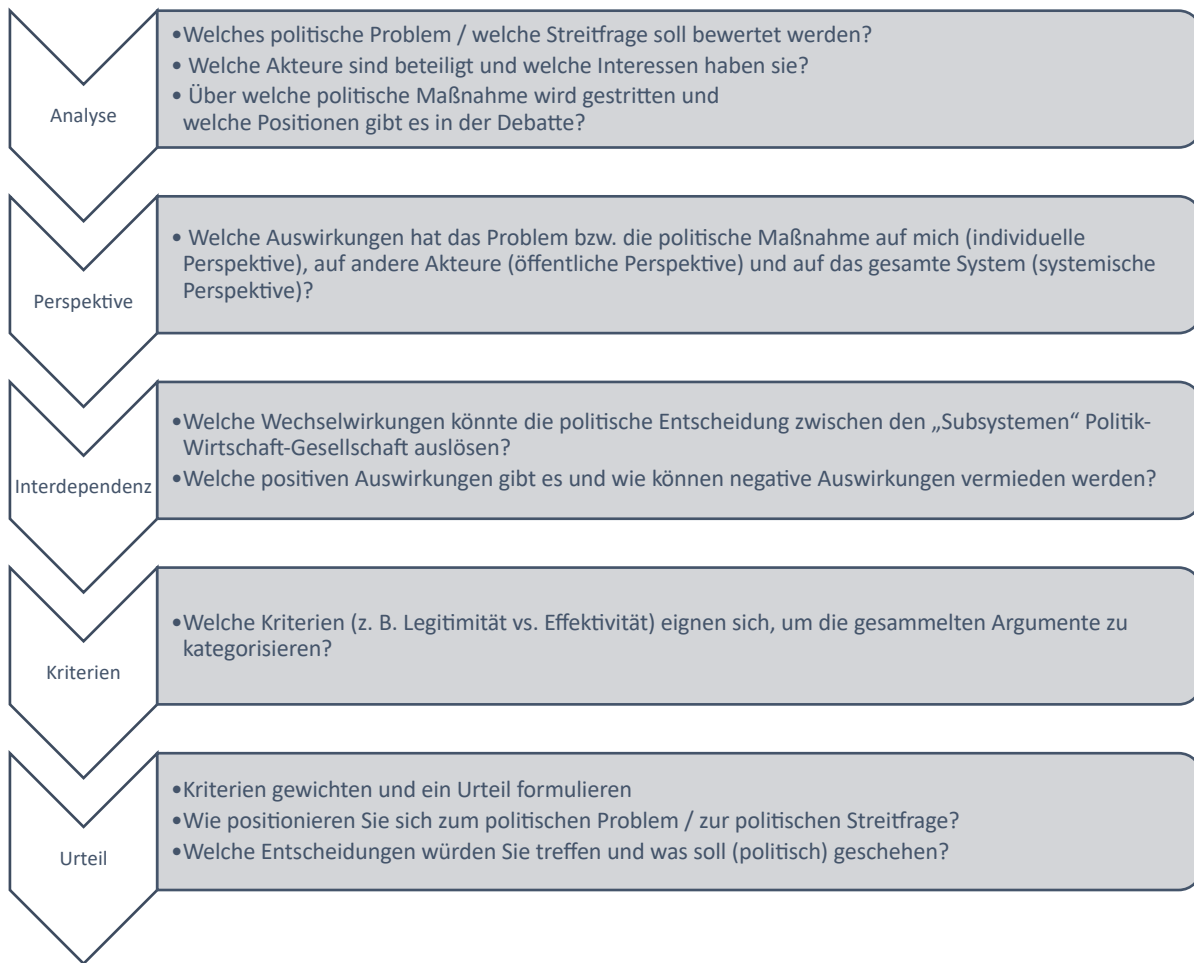 Analyse
•Welches politische Problem / welche Streitfrage soll bewertet werden?
• Welche Akteure sind beteiligt und welche Interessen haben sie?
• Über welche politische Maßnahme wird gestritten und
welche Positionen gibt es in der Debatte?
Perspektive
• Welche Auswirkungen hat das Problem bzw. die politische Maßnahme auf mich (individuelle
Perspektive), auf andere Akteure (öffentliche Perspektive) und auf das gesamte System (systemische
Perspektive)?
Interdependenz
•Welche Wechselwirkungen könnte die politische Entscheidung zwischen den „Subsystemen“ Politik-
Wirtschaft-Gesellschaft auslösen?
•Welche positiven Auswirkungen gibt es und wie können negative Auswirkungen vermieden werden?
Kriterien
•Welche Kriterien (z. B. Legitimität vs. Effektivität) eignen sich, um die gesammelten Argumente zu
kategorisieren?
Urteil
•Kriterien gewichten und ein Urteil formulieren
•Wie positionieren Sie sich zum politischen Problem / zur politischen Streitfrage?
•Welche Entscheidungen würden Sie treffen und was soll (politisch) geschehen?